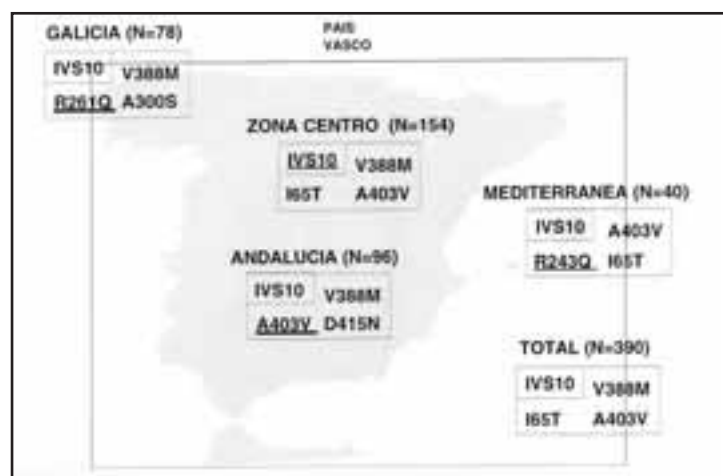 GALICIA (N=78)
IVS10 V388M
R261Q A300S
PAIS
VASCO
ZONA CENTRO (N=154)
IVS10 V388M
I65T A403V
MEDITERRANEA (N=40)
IVS10 A403V
R243Q I65T
ANDALUCIA (N=96)
IVS10 V388M
A403V D415N
TOTAL (N=390)
IVS10 V388M
I65T A403V